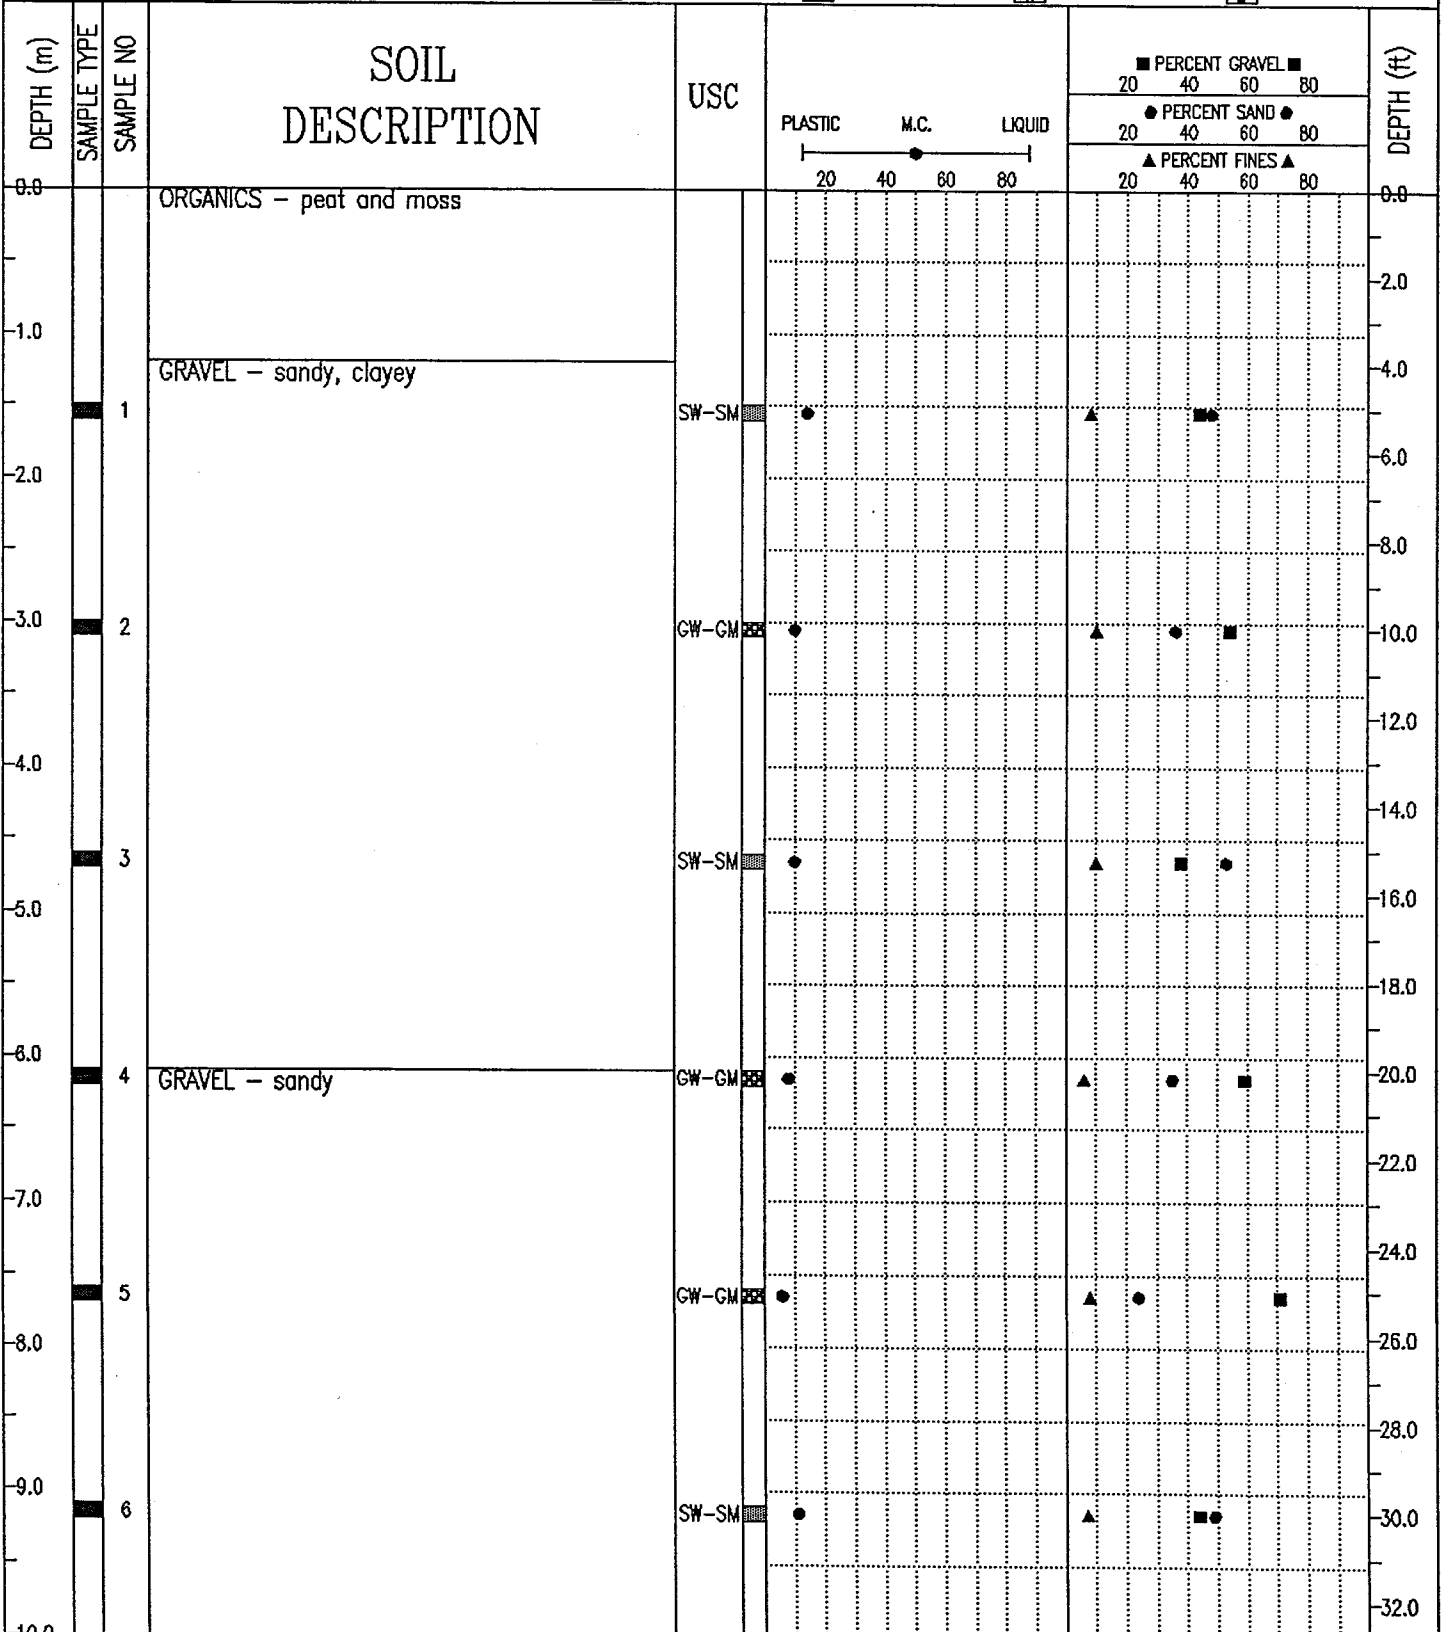 DEPTH (m)
SAMPLE TYPE
SAMPLE NO
SOIL
DESCRIPTION
USC
PLASTIC M.C. LIQUID
20 40 60 80
■ PERCENT GRAVEL ■
20 40 60 80
● PERCENT SAND ●
20 40 60 80
▲ PERCENT FINES ▲
20 40 60 80
DEPTH (ft)
0.0
ORGANICS – peat and moss
0.0
2.0
1.0
GRAVEL – sandy, clayey
4.0
1
SW-SM
6.0
2.0
8.0
3.0
2
GW-GM
10.0
12.0
4.0
14.0
3
SW-SM
16.0
5.0
18.0
6.0
4
GRAVEL – sandy
GW-GM
20.0
22.0
7.0
24.0
5
GW-GM
8.0
26.0
28.0
9.0
6
SW-SM
30.0
32.0
10.0